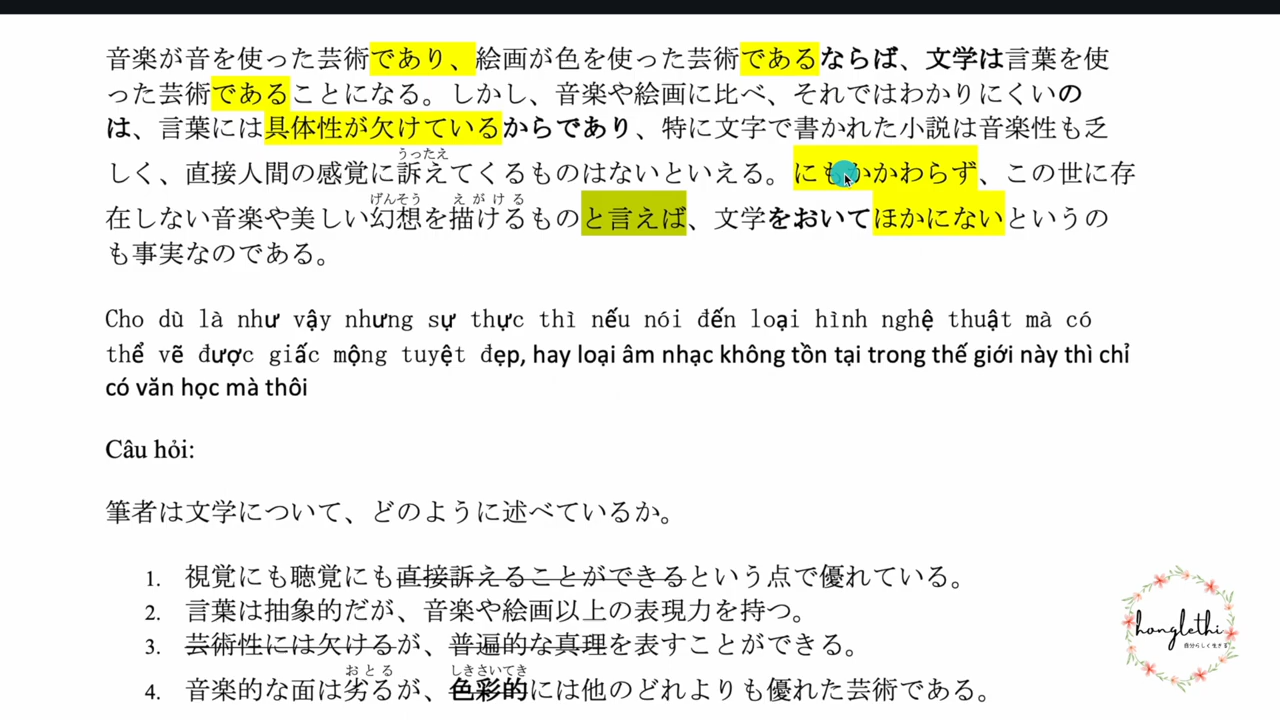 音楽が音を使った芸術であり、絵画が色を使った芸術であるならば、文学は言葉を使
った芸術であることになる。しかし、音楽や絵画に比べ、それではわかりにくいの
は、言葉には具体性が欠けているからであり、特に文字で書かれた小説は音楽性も乏
うったえ
しく、直接人間の感覚に訴えてくるものはないといえる。にもかかわらず、この世に存
げんそう えがける
在しない音楽や美しい幻想を描けるものと言えば、文学をおいてほかにないというの
も事実なのである。
Cho dù là như vậy nhưng sự thực thì nếu nói đến loại hình nghệ thuật mà có
thể vẽ được giấc mộng tuyệt đẹp, hay loại âm nhạc không tồn tại trong thế giới này thì chỉ
có văn học mà thôi
Câu hỏi:
筆者は文学について、どのように述べているか。
1. 視覚にも聴覚にも直接訴えることができるという点で優れている。
2. 言葉は抽象的だが、音楽や絵画以上の表現力を持つ。
3. 芸術性には欠けるが、普遍的な真理を表すことができる。
おとる しきさいてき
4. 音楽的な面は劣るが、色彩的には他のどれよりも優れた芸術である。
honglethi
自分らしく生きる